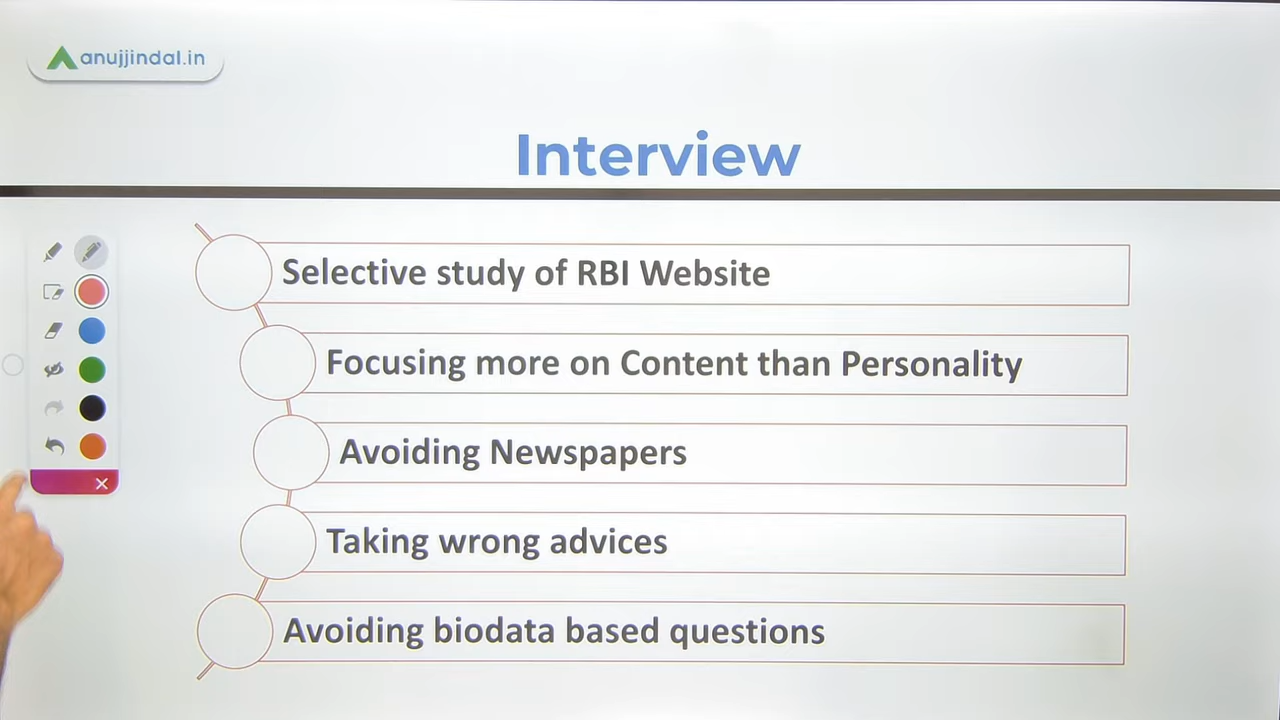 anujjindal.in
Interview
Selective study of RBI Website
Focusing more on Content than Personality
Avoiding Newspapers
Taking wrong advices
Avoiding biodata based questions